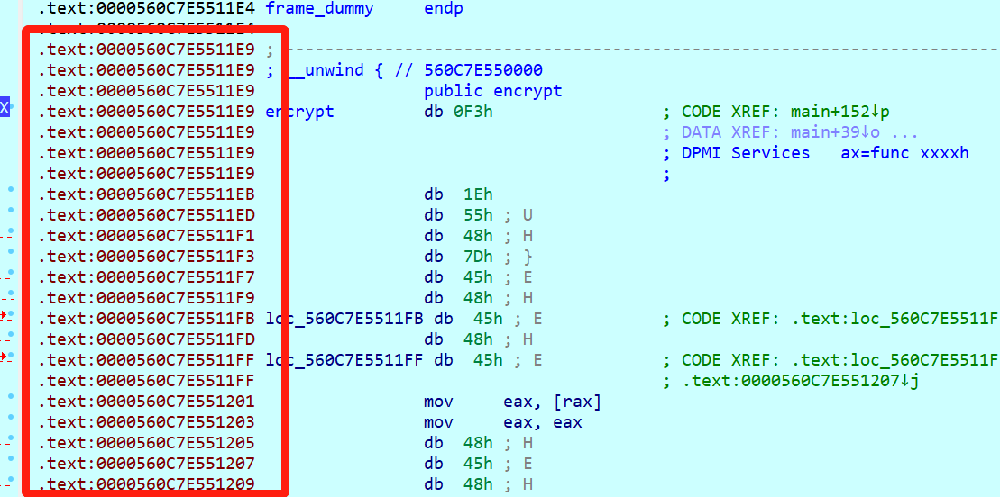 .text:0000560C7E5511E4 frame_dummy endp
.text:0000560C7E5511E4
.text:0000560C7E5511E9 ; ---------------------------------------------------------------------------
.text:0000560C7E5511E9 ; __unwind { // 560C7E550000
.text:0000560C7E5511E9 public encrypt
X .text:0000560C7E5511E9 encrypt db 0F3h ; CODE XREF: main+152↓p
.text:0000560C7E5511E9 ; DATA XREF: main+39↓o ...
.text:0000560C7E5511E9 ; DPMI Services ax=func xxxxh
.text:0000560C7E5511E9 ;
.text:0000560C7E5511EB db 1Eh
.text:0000560C7E5511ED db 55h ; U
.text:0000560C7E5511F1 db 48h ; H
.text:0000560C7E5511F3 db 7Dh ; }
.text:0000560C7E5511F7 db 45h ; E
.text:0000560C7E5511F9 db 48h ; H
.text:0000560C7E5511FB loc_560C7E5511FB db 45h ; E ; CODE XREF: .text:loc_560C7E5511F
.text:0000560C7E5511FD db 48h ; H
.text:0000560C7E5511FF loc_560C7E5511FF db 45h ; E ; CODE XREF: .text:loc_560C7E5511F
.text:0000560C7E5511FF ; .text:0000560C7E551207↓j
.text:0000560C7E551201 mov eax, [rax]
.text:0000560C7E551203 mov eax, eax
.text:0000560C7E551205 db 48h ; H
.text:0000560C7E551207 db 45h ; E
.text:0000560C7E551209 db 48h ; H